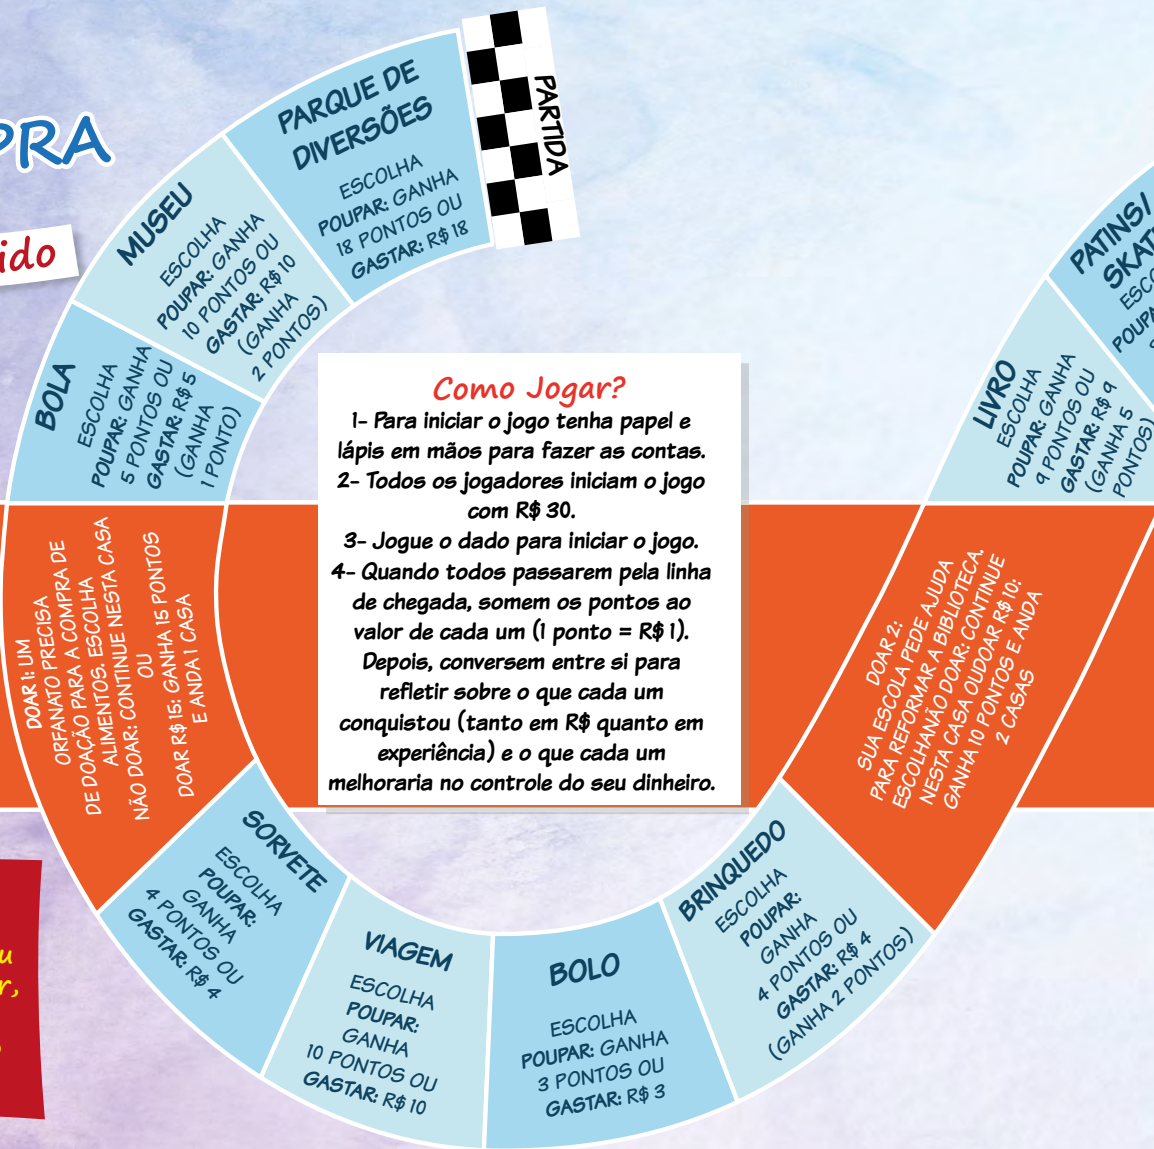 PARTIDA
PARQUE DE
DIVERSÕES
ESCOLHA
POUPAR: GANHA
18 PONTOS OU
GASTAR: R$ 18
MUSEU
ESCOLHA
POUPAR: GANHA
10 PONTOS OU
GASTAR: R$ 10
(GANHA
2 PONTOS)
BOLA
ESCOLHA
POUPAR: GANHA
5 PONTOS OU
GASTAR: R$ 5
(GANHA
1 PONTO)
DOAR 1: UM
ORFANATO PRECISA
DE DOAÇÃO PARA A COMPRA DE
ALIMENTOS. ESCOLHA
NÃO DOAR: CONTINUE NESTA CASA
OU
DOAR R$ 15: GANHA 15 PONTOS
E ANDA 1 CASA
SORVETE
ESCOLHA
POUPAR:
GANHA
4 PONTOS OU
GASTAR: R$ 4
VIAGEM
ESCOLHA
POUPAR:
GANHA
10 PONTOS OU
GASTAR: R$ 10
BOLO
ESCOLHA
POUPAR: GANHA
3 PONTOS OU
GASTAR: R$ 3
BRINQUEDO
ESCOLHA
POUPAR:
GANHA
4 PONTOS OU
GASTAR: R$ 4
(GANHA 2 PONTOS)
DOAR 2:
SUA ESCOLA PEDE AJUDA
PARA REFORMAR A BIBLIOTECA.
ESCOLHANÃO DOAR: CONTINUE
NESTA CASA OUDOAR R$ 10:
GANHA 10 PONTOS E ANDA
2 CASAS
LIVRO
ESCOLHA
POUPAR: GANHA
9 PONTOS OU
GASTAR: R$ 9
(GANHA 5
PONTOS)
PATINS/
SKAT
ESCO
POUPA
Como Jogar?
1- Para iniciar o jogo tenha papel e
lápis em mãos para fazer as contas.
2- Todos os jogadores iniciam o jogo
com R$ 30.
3- Jogue o dado para iniciar o jogo.
4- Quando todos passarem pela linha
de chegada, somem os pontos ao
valor de cada um (1 ponto = R$ 1).
Depois, conversem entre si para
refletir sobre o que cada um
conquistou (tanto em R$ quanto em
experiência) e o que cada um
melhoraria no controle do seu dinheiro.
PRA
ido
u
r,